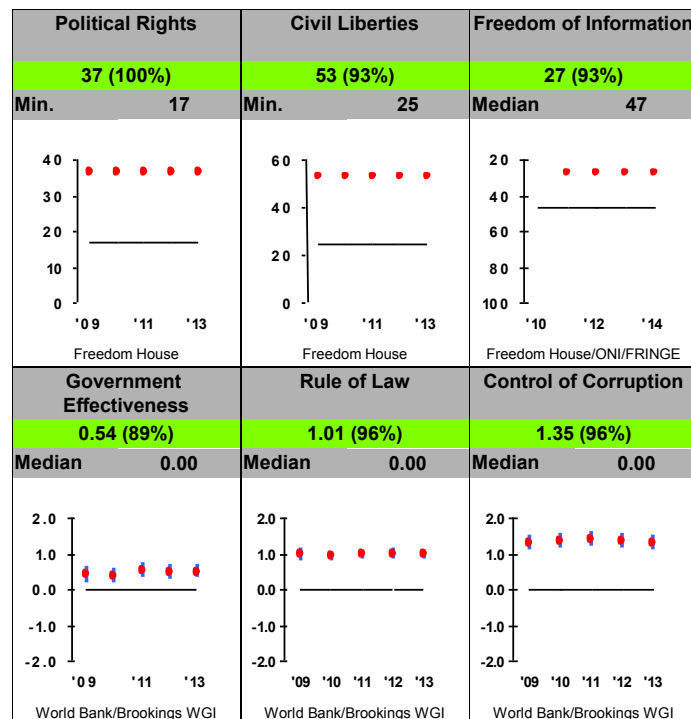 Political Rights
37 (100%)
Min. 17
40
30
20
10
0
'09 '11 '13
Freedom House
Civil Liberties
53 (93%)
Min. 25
60
40
20
0
'09 '11 '13
Freedom House
Freedom of Information
27 (93%)
Median 47
20
40
60
80
100
'10 '12 '14
Freedom House/ONI/FRINGE
Government
Effectiveness
0.54 (89%)
Median 0.00
2.0
1.0
0.0
-1.0
-2.0
'09 '11 '13
World Bank/Brookings WGI
Rule of Law
1.01 (96%)
Median 0.00
2.0
1.0
0.0
-1.0
-2.0
'09 '10 '11 '12 '13
World Bank/Brookings WGI
Control of Corruption
1.35 (96%)
Median 0.00
2.0
1.0
0.0
-1.0
-2.0
'09 '10 '11 '12 '13
World Bank/Brookings WGI